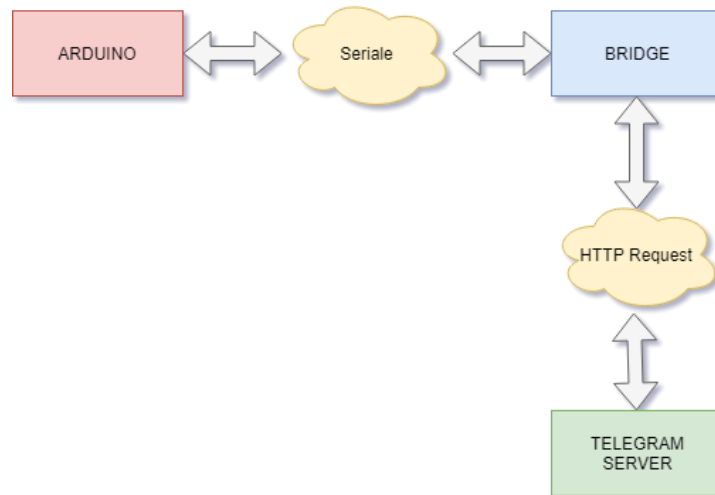 ARDUINO
Seriale
BRIDGE
HTTP Request
TELEGRAM
SERVER